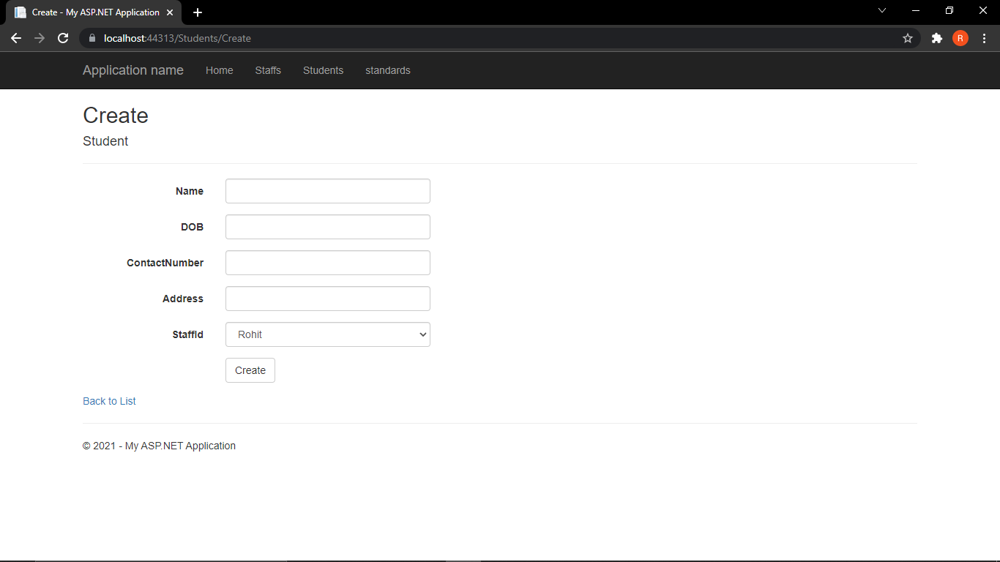 Create - My ASP.NET Application
localhost:44313/Students/Create
R
Application name Home Staffs Students standards
Create
Student
Name
DOB
ContactNumber
Address
StaffId Rohit
Create
Back to List
© 2021 - My ASP.NET Application